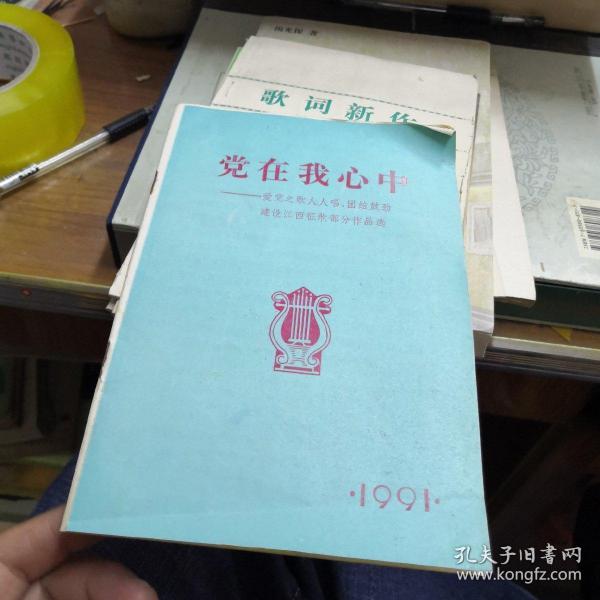 著
歌词新作
党在我心中
——爱党之歌人人唱、团结鼓劲
建设江西征歌部分作品选
·1991·
孔夫子旧书网
www.kongfz.com